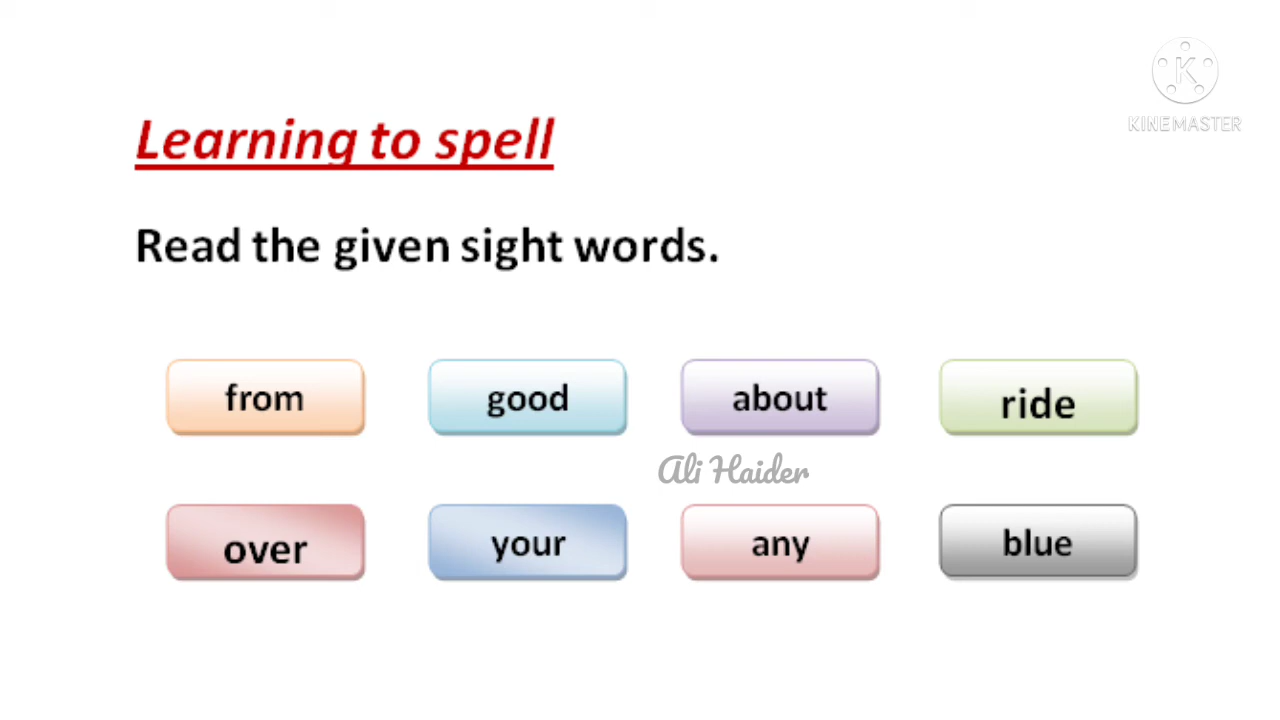 KINEMASTER
Learning to spell
Read the given sight words.
from good about ride
Ali Haider
over your any blue